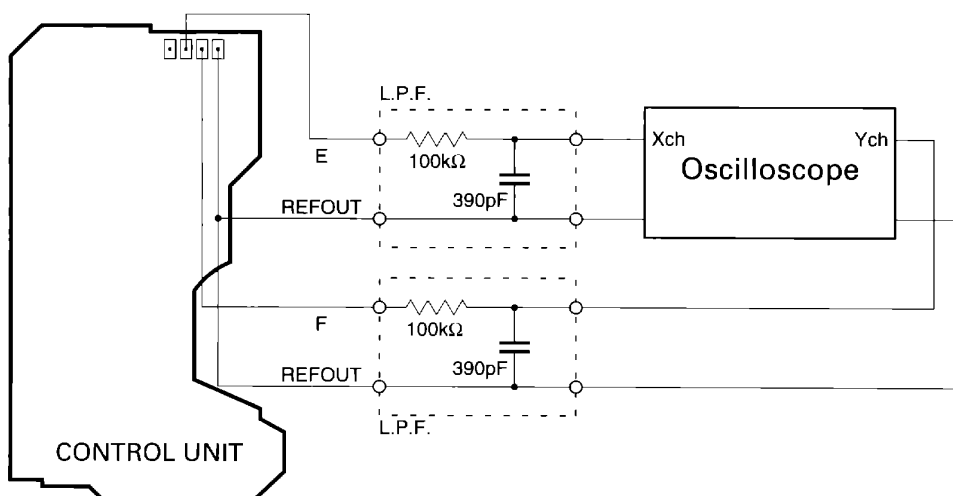 L.P.F.
E
100kΩ
390pF
REFOUT
Xch
Ych
Oscilloscope
F
100kΩ
390pF
REFOUT
L.P.F.
CONTROL UNIT